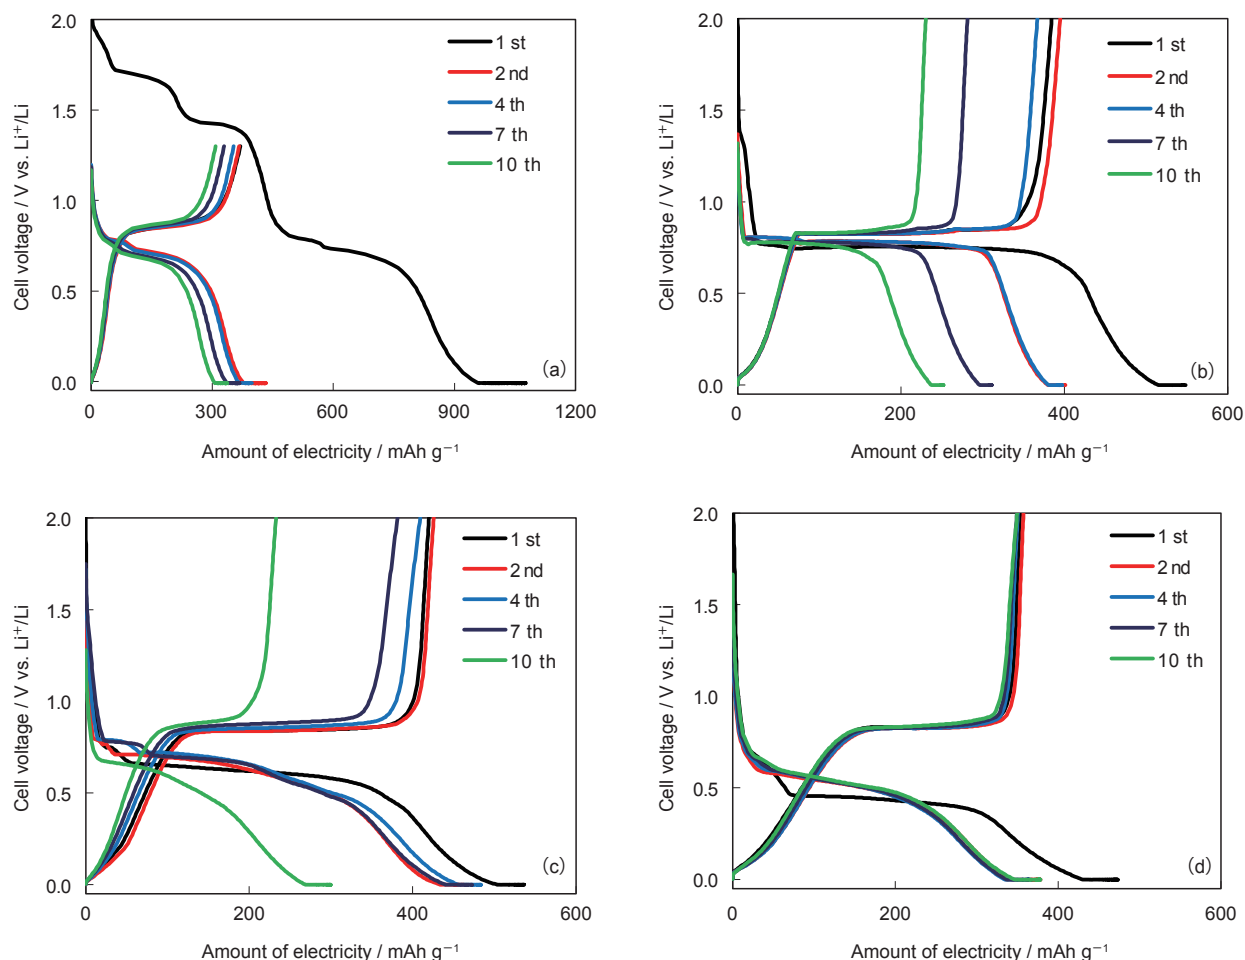 2.0
1.5
1.0
0.5
0.0
Cell voltage / V vs. Li⁺/Li
1 st
2 nd
4 th
7 th
10 th
(a)
0 300 600 900 1200
Amount of electricity / mAh g⁻¹
2.0
1.5
1.0
0.5
0.0
Cell voltage / V vs. Li⁺/Li
1 st
2 nd
4 th
7 th
10 th
(b)
0 200 400 600
Amount of electricity / mAh g⁻¹
2.0
1.5
1.0
0.5
0.0
Cell voltage / V vs. Li⁺/Li
1 st
2 nd
4 th
7 th
10 th
(c)
0 200 400 600
Amount of electricity / mAh g⁻¹
2.0
1.5
1.0
0.5
0.0
Cell voltage / V vs. Li⁺/Li
1 st
2 nd
4 th
7 th
10 th
(d)
0 200 400 600
Amount of electricity / mAh g⁻¹